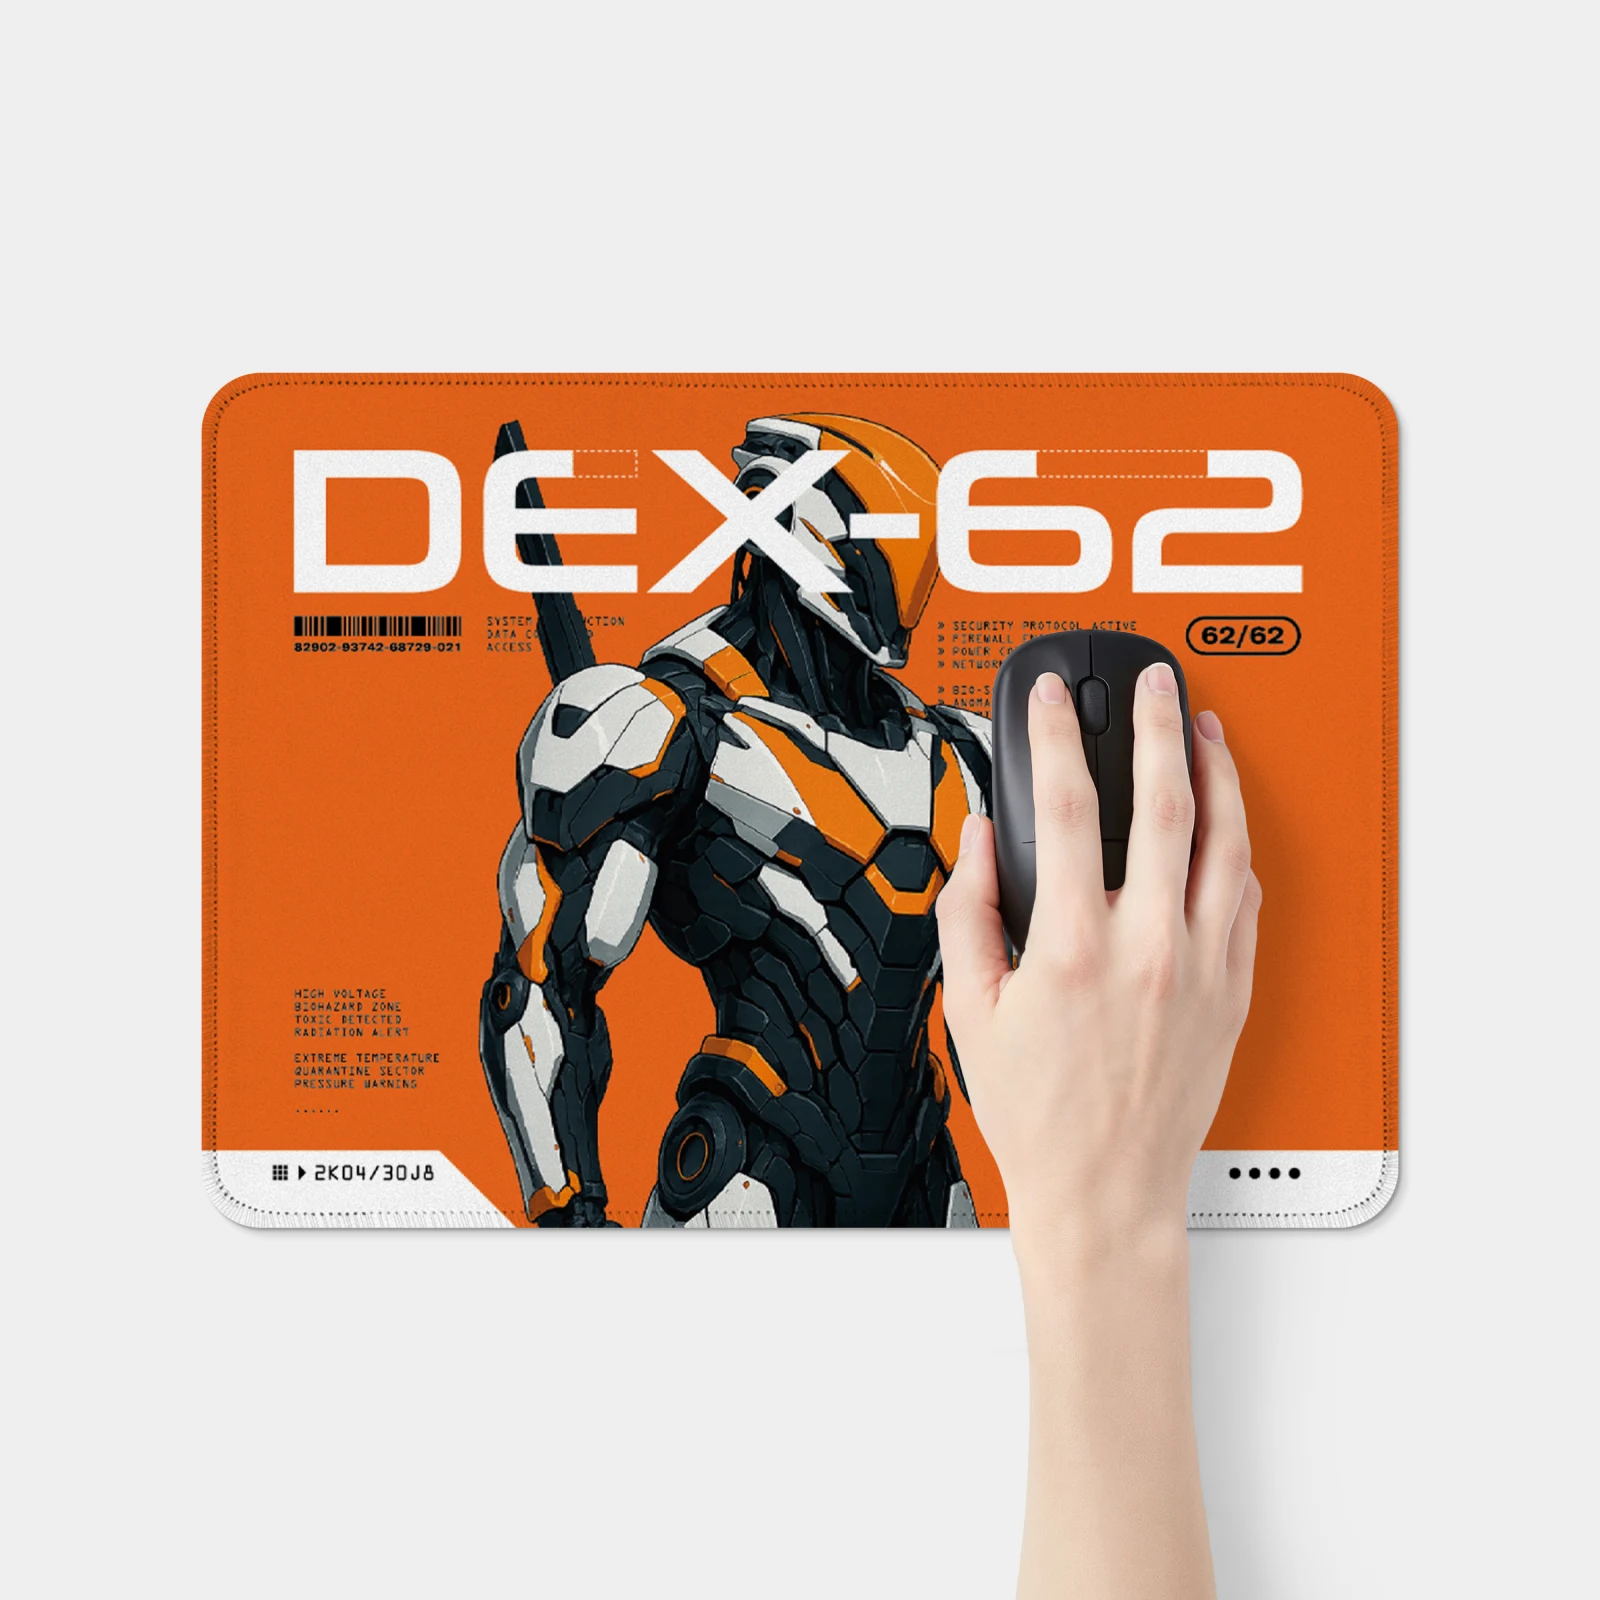 DEX-62
82902-93742-68729-021
SYSTEM
DATA
ACCESS
» SECURITY PROTOCOL ACTIVE
» FIREWALL
» POWER
»
»
»
62/62
HIGH VOLTAGE
BIOHAZARD ZONE
TOXIC DETECTED
RADIATION ALERT
EXTREME TEMPERATURE
QUARANTINE SECTOR
PRESSURE WARNING
......
2K04/30J8